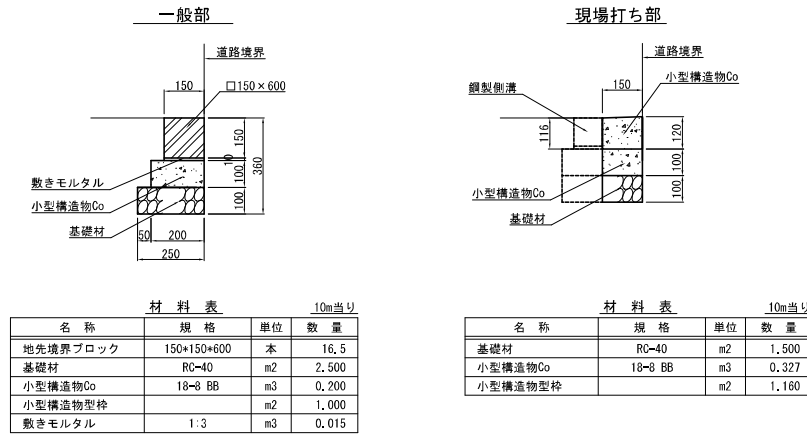 一般部
道路境界
150
□150×600
150
10
100
100
360
敷きモルタル
小型構造物Co
基礎材
50 200
250
材 料 表 10m当り
名 称 規 格 単位 数 量
地先境界ブロック 150*150*600 本 16.5
基礎材 RC-40 m2 2.500
小型構造物Co 18-8 BB m3 0.200
小型構造物型枠 m2 1.000
敷きモルタル 1:3 m3 0.015
現場打ち部
道路境界
小型構造物Co
150
鋼製側溝
116
120
100
100
小型構造物Co
基礎材
材 料 表 10m当り
名 称 規 格 単位 数 量
基礎材 RC-40 m2 1.500
小型構造物Co 18-8 BB m3 0.327
小型構造物型枠 m2 1.160